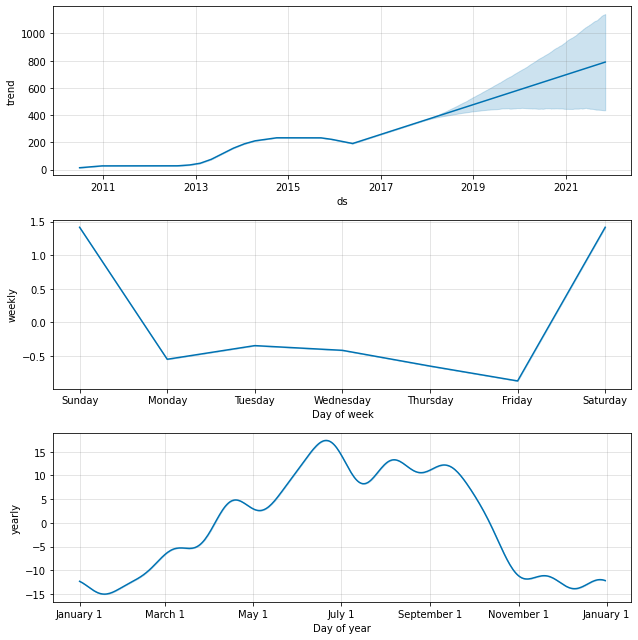 1000
800
600
400
200
0
trend
2011 2013 2015 2017 2019 2021
ds
1.5
1.0
0.5
0.0
−0.5
weekly
Sunday Monday Tuesday Wednesday Thursday Friday Saturday
Day of week
15
10
5
0
−5
−10
−15
yearly
January 1 March 1 May 1 July 1 September 1 November 1 January 1
Day of year